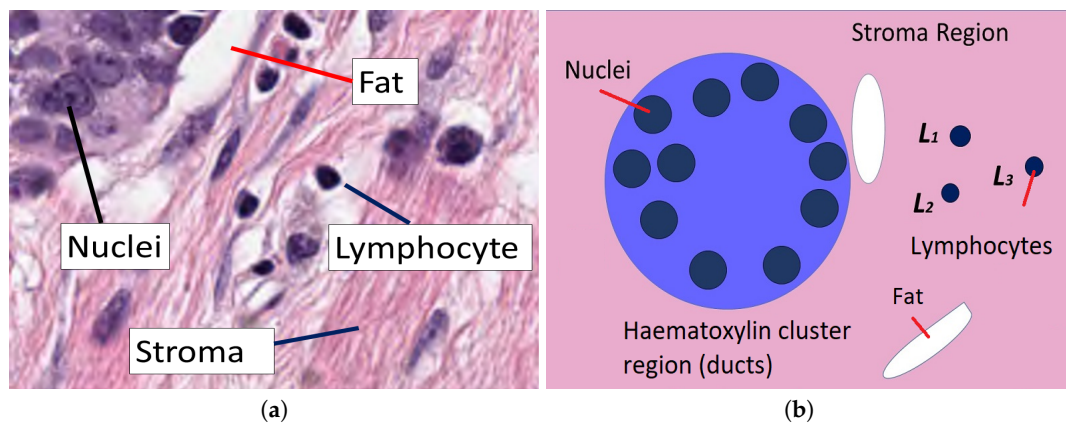 Fat
Nuclei
Lymphocyte
Stroma
(a)
Stroma Region
Nuclei
L1
L3
L2
Lymphocytes
Fat
Haematoxylin cluster
region (ducts)
(b)